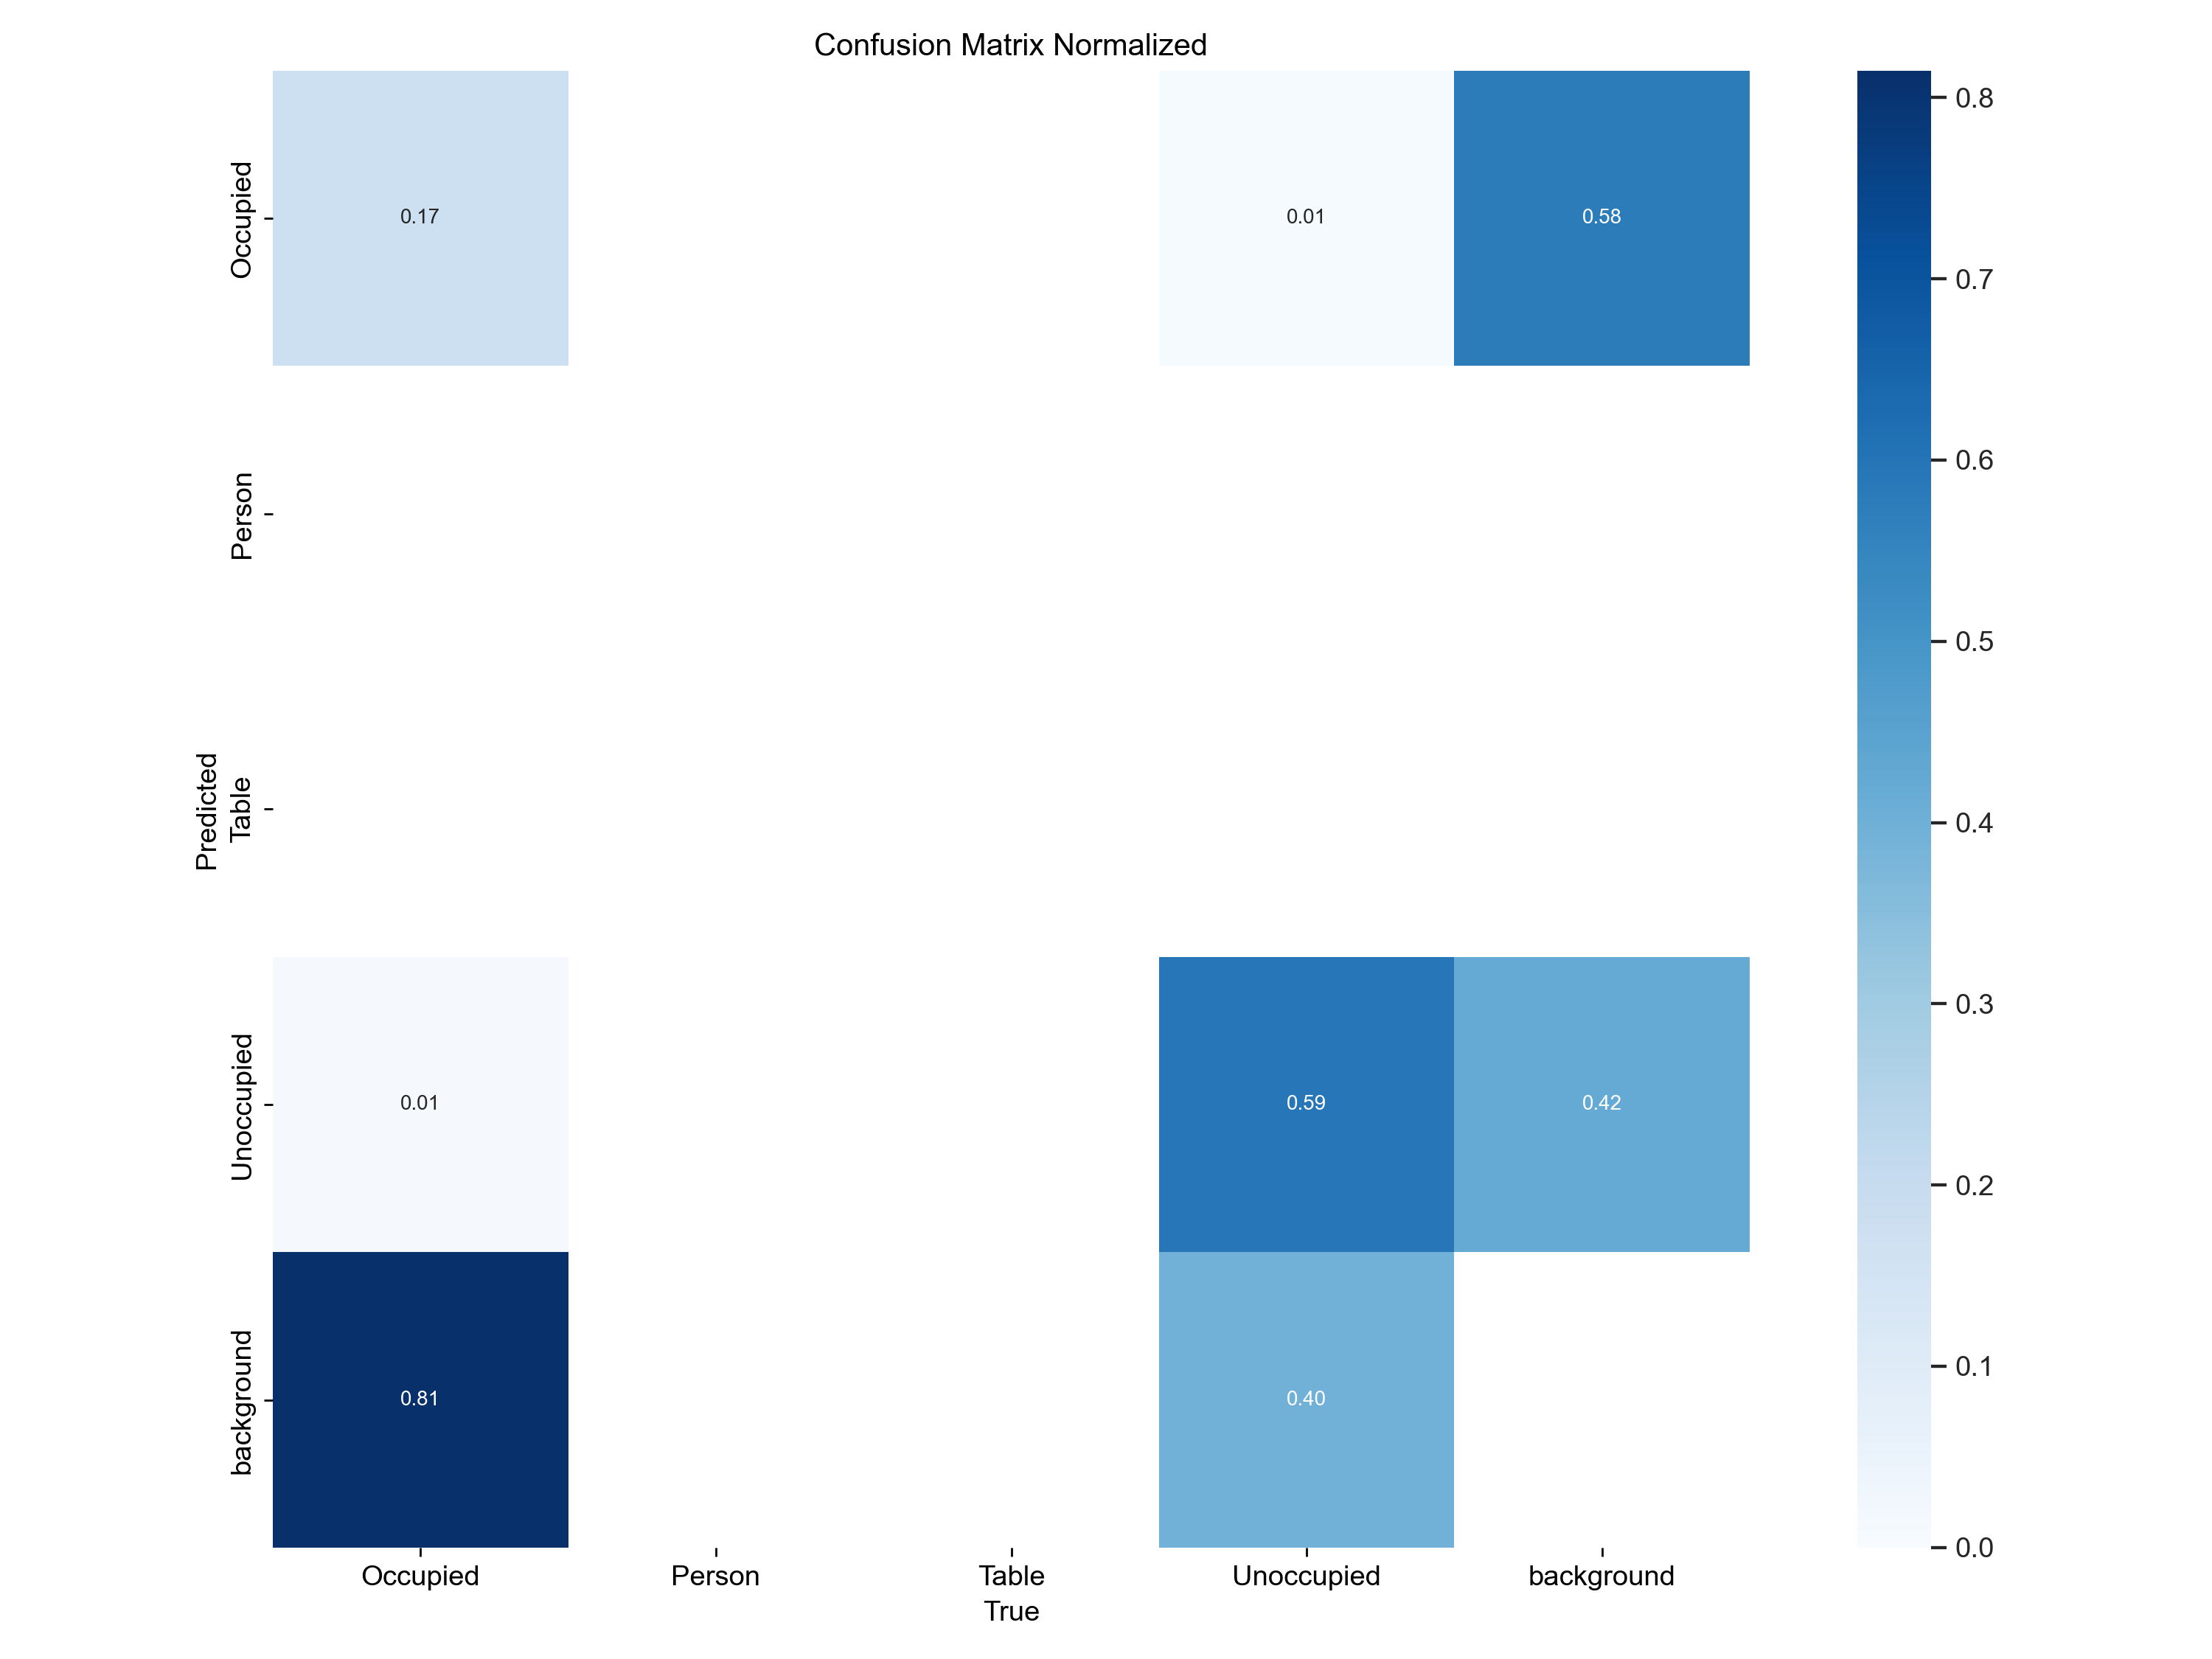 Confusion Matrix Normalized
Occupied
0.17
0.01
0.58
Person
Predicted
Table
Unoccupied
0.01
0.59
0.42
background
0.81
0.40
Occupied
Person
Table
Unoccupied
background
True
0.8
0.7
0.6
0.5
0.4
0.3
0.2
0.1
0.0